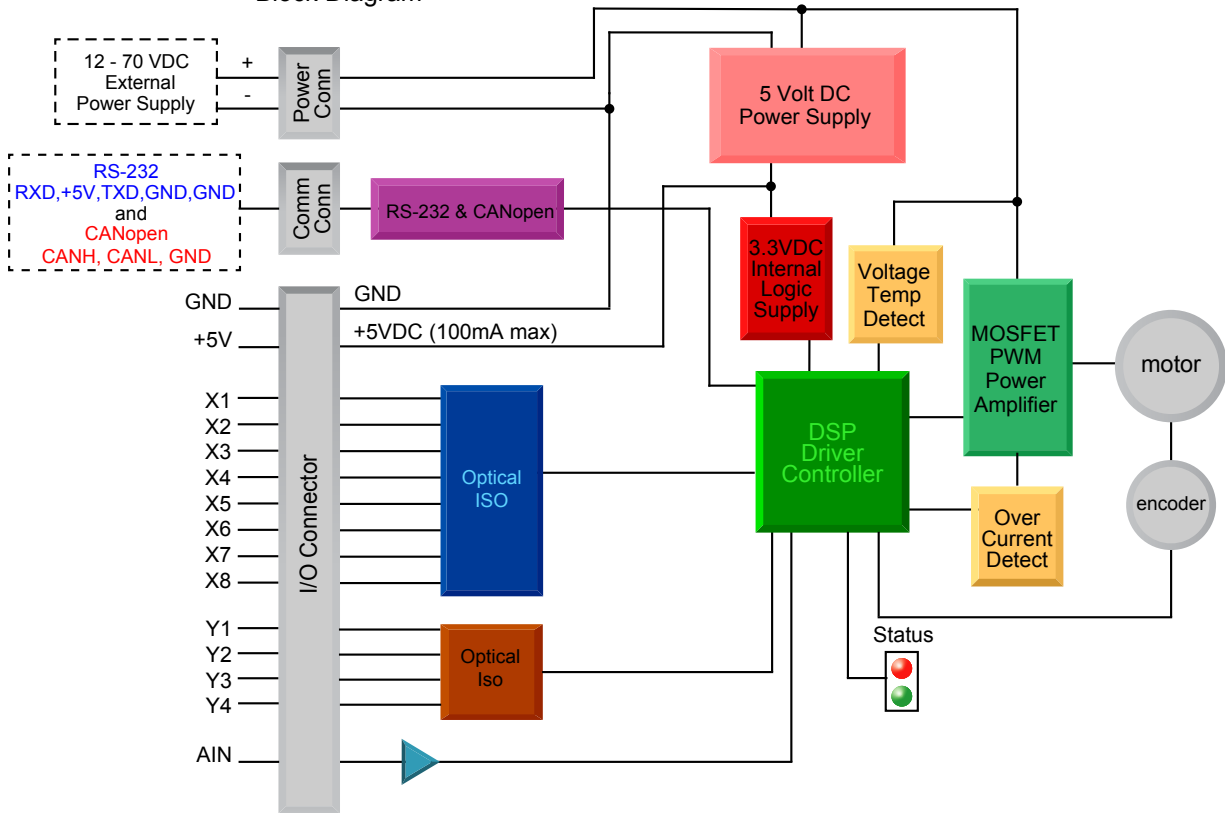 Block Diagram
12 - 70 VDC
External
Power Supply
+
-
Power
Conn
5 Volt DC
Power Supply
RS-232
RXD,+5V,TXD,GND,GND
and
CANopen
CANH, CANL, GND
Comm
Conn
RS-232 & CANopen
3.3VDC
Internal
Logic
Supply
Voltage
Temp
Detect
MOSFET
PWM
Power
Amplifier
motor
encoder
GND
GND
+5V
+5VDC (100mA max)
I/O Connector
X1
X2
X3
X4
X5
X6
X7
X8
Optical
ISO
DSP
Driver
Controller
Over
Current
Detect
Y1
Y2
Y3
Y4
Optical
Iso
Status
AIN